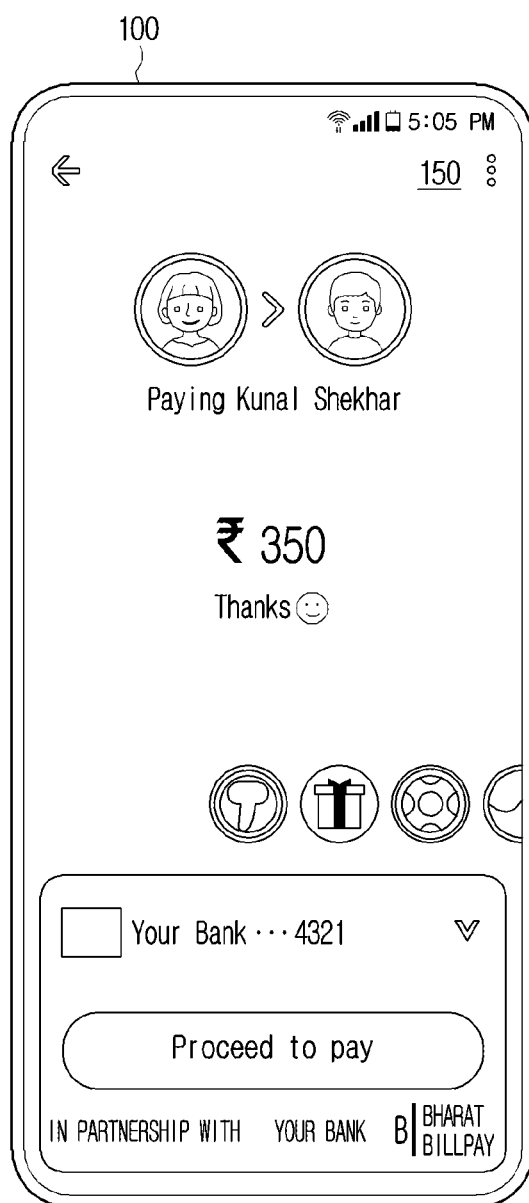 100
5:05 PM
150
Paying Kunal Shekhar
₹ 350
Thanks
Your Bank ··· 4321
Proceed to pay
IN PARTNERSHIP WITH YOUR BANK B BHARAT
BILLPAY